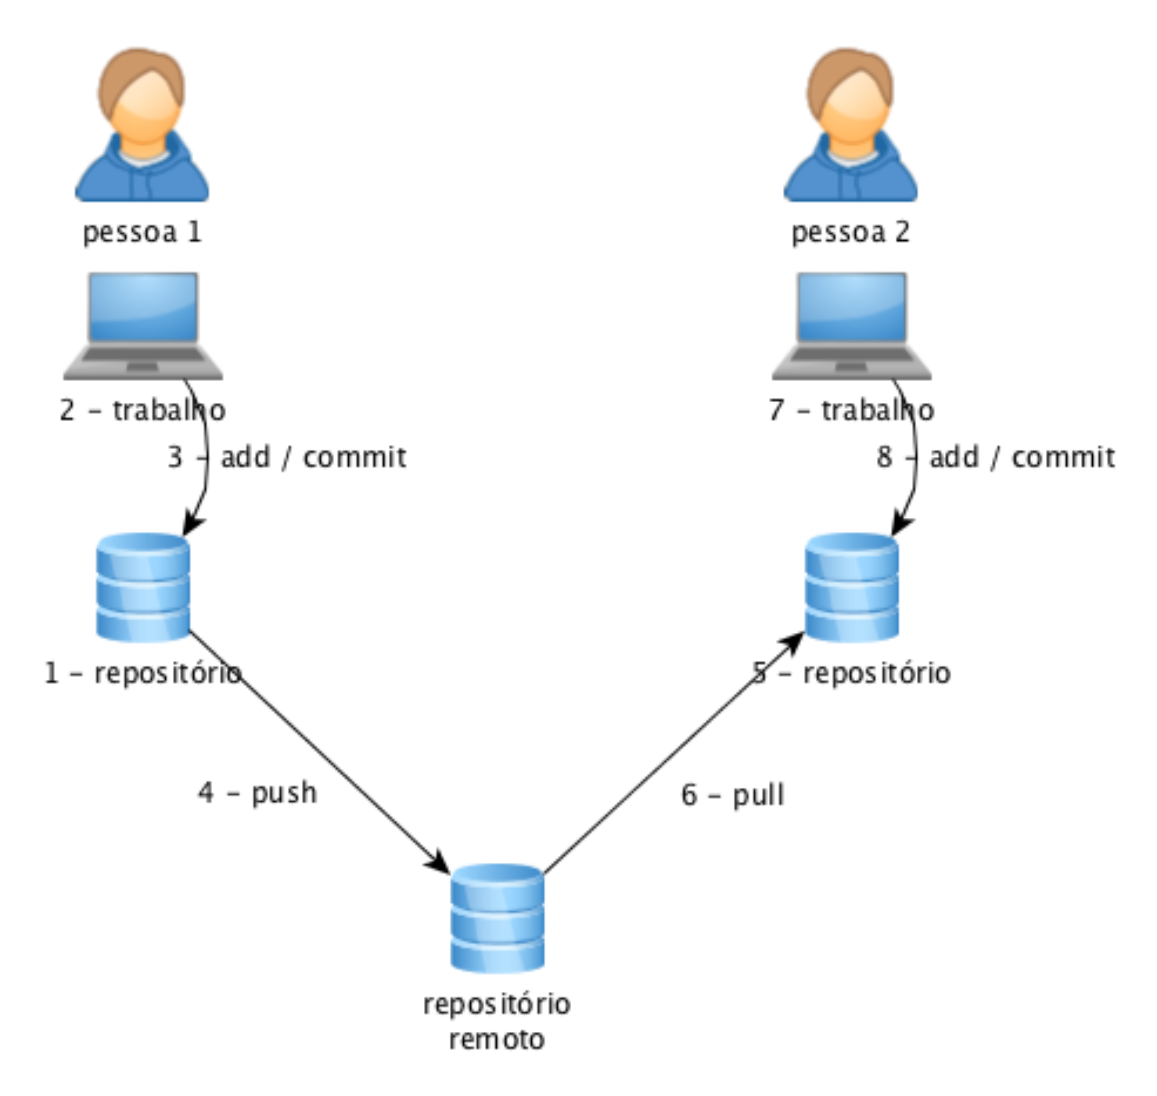 pessoa 1
pessoa 2
2 – trabalho
7 – trabalho
3 – add / commit
8 – add / commit
1 – repositório
5 – repositório
4 – push
6 – pull
repositório
remoto